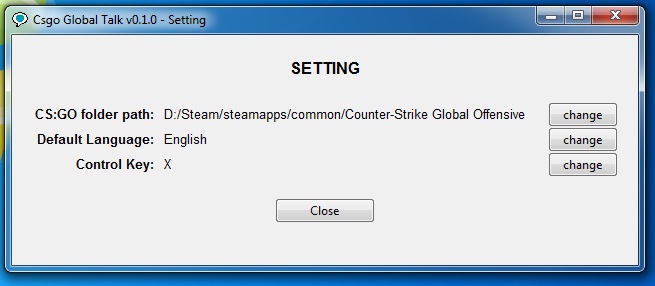 Csgo Global Talk v0.1.0 - Setting
SETTING
CS:GO folder path: D:/Steam/steamapps/common/Counter-Strike Global Offensive change
Default Language: English change
Control Key: X change
Close